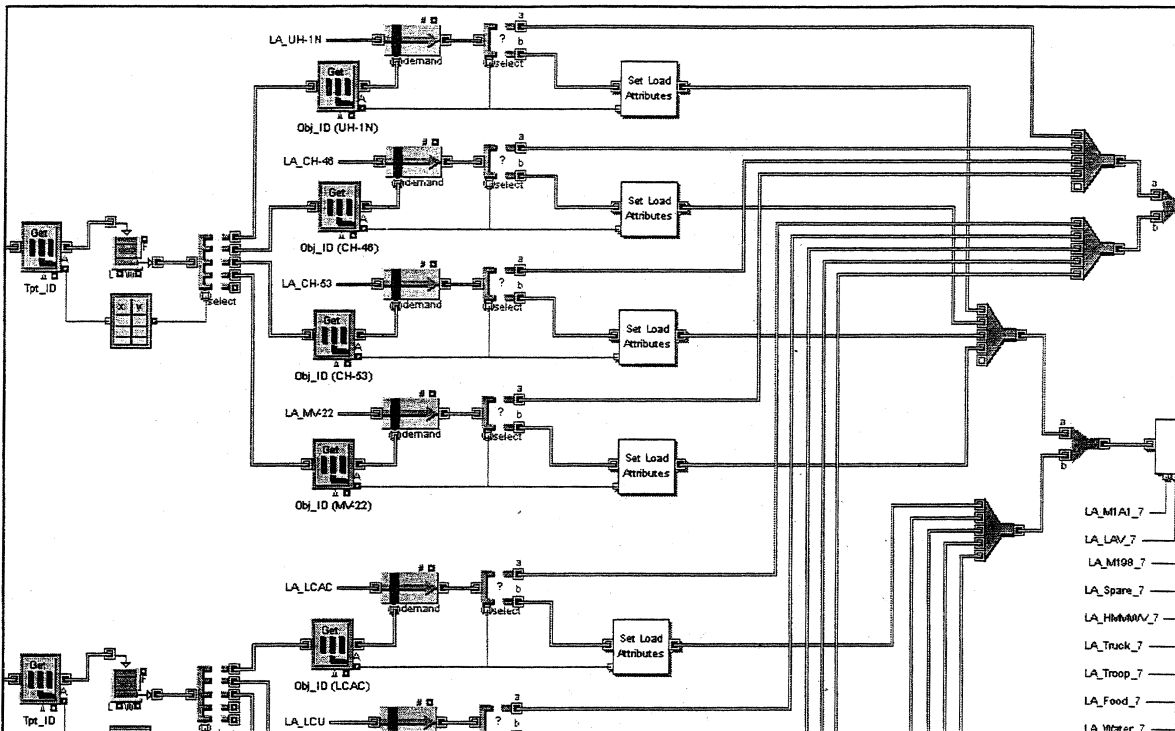 LA_UH-1N
#
demand
?
a
b
select
Get
A
Δ
Obj_ID (UH-1N)
Set Load
Attributes
LA_CH-46
#
demand
?
a
b
select
Get
A
Δ
Obj_ID (CH-46)
Set Load
Attributes
a
b
Get
A
Δ
Tpt_ID
F
L
W
select
x
y
LA_CH-53
#
demand
?
a
b
select
Get
A
Δ
Obj_ID (CH-53)
Set Load
Attributes
LA_MV-22
#
demand
?
a
b
select
Get
A
Δ
Obj_ID (MV-22)
Set Load
Attributes
a
b
LA_M1A1_7
LA_LAV_7
LA_M198_7
LA_Spare_7
LA_HMMWV_7
LA_Truck_7
LA_Troop_7
LA_Food_7
LA_Water_7
LA_LCAC
#
demand
?
a
b
select
Get
A
Δ
Obj_ID (LCAC)
Set Load
Attributes
Get
A
Δ
Tpt_ID
F
L
W
LA_LCU
#
?
a
b